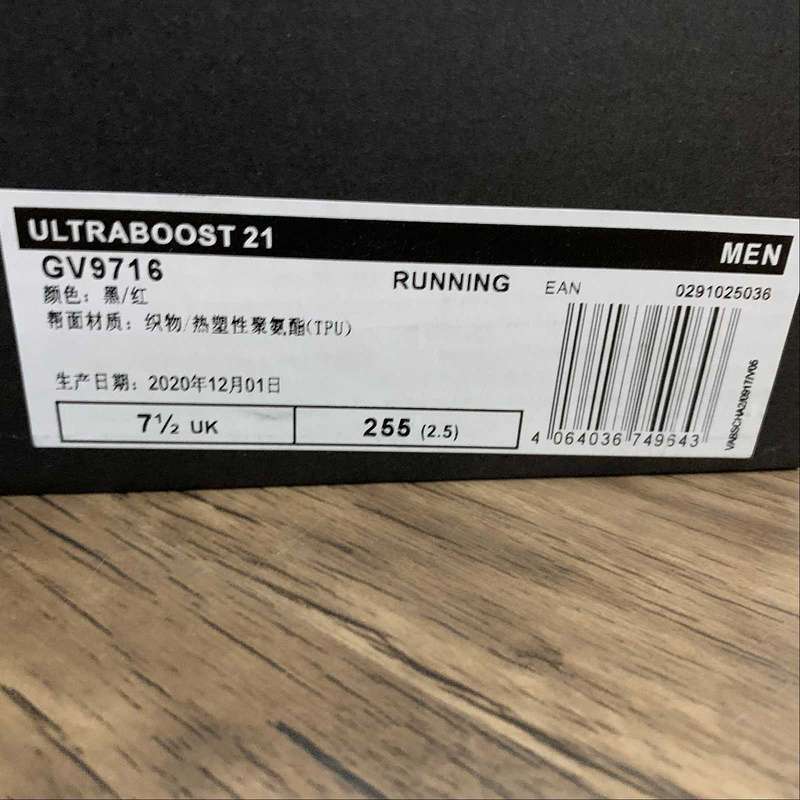 ULTRABOOST 21
MEN
GV9716
RUNNING
EAN
0291025036
颜色：黑/红
帮面材质：织物/热塑性聚氨酯(TPU)
生产日期：2020年12月01日
7½ UK
255 (2.5)
4 064036 749643